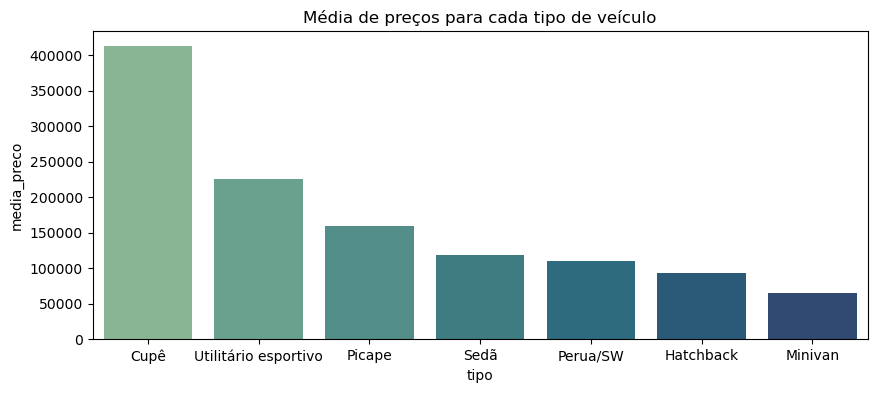 Média de preços para cada tipo de veículo
media_preco
400000
350000
300000
250000
200000
150000
100000
50000
0
Cupê Utilitário esportivo Picape Sedã Perua/SW Hatchback Minivan
tipo